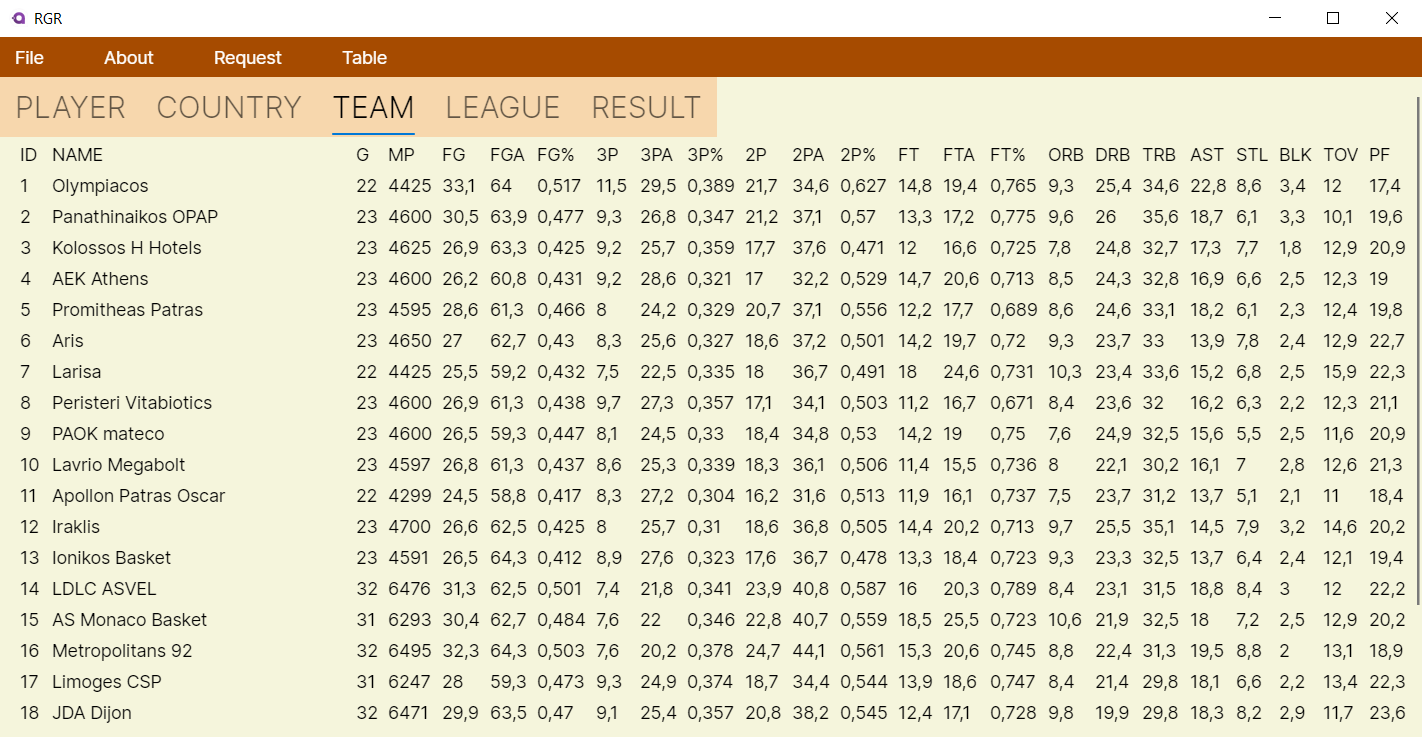 RGR
File About Request Table
PLAYER COUNTRY TEAM LEAGUE RESULT
ID NAME G MP FG FGA FG% 3P 3PA 3P% 2P 2PA 2P% FT FTA FT% ORB DRB TRB AST STL BLK TOV PF
1 Olympiacos 22 4425 33,1 64 0,517 11,5 29,5 0,389 21,7 34,6 0,627 14,8 19,4 0,765 9,3 25,4 34,6 22,8 8,6 3,4 12 17,4
2 Panathinaikos OPAP 23 4600 30,5 63,9 0,477 9,3 26,8 0,347 21,2 37,1 0,57 13,3 17,2 0,775 9,6 26 35,6 18,7 6,1 3,3 10,1 19,6
3 Kolossos H Hotels 23 4625 26,9 63,3 0,425 9,2 25,7 0,359 17,7 37,6 0,471 12 16,6 0,725 7,8 24,8 32,7 17,3 7,7 1,8 12,9 20,9
4 AEK Athens 23 4600 26,2 60,8 0,431 9,2 28,6 0,321 17 32,2 0,529 14,7 20,6 0,713 8,5 24,3 32,8 16,9 6,6 2,5 12,3 19
5 Promitheas Patras 23 4595 28,6 61,3 0,466 8 24,2 0,329 20,7 37,1 0,556 12,2 17,7 0,689 8,6 24,6 33,1 18,2 6,1 2,3 12,4 19,8
6 Aris 23 4650 27 62,7 0,43 8,3 25,6 0,327 18,6 37,2 0,501 14,2 19,7 0,72 9,3 23,7 33 13,9 7,8 2,4 12,9 22,7
7 Larisa 22 4425 25,5 59,2 0,432 7,5 22,5 0,335 18 36,7 0,491 18 24,6 0,731 10,3 23,4 33,6 15,2 6,8 2,5 15,9 22,3
8 Peristeri Vitabiotics 23 4600 26,9 61,3 0,438 9,7 27,3 0,357 17,1 34,1 0,503 11,2 16,7 0,671 8,4 23,6 32 16,2 6,3 2,2 12,3 21,1
9 PAOK mateco 23 4600 26,5 59,3 0,447 8,1 24,5 0,33 18,4 34,8 0,53 14,2 19 0,75 7,6 24,9 32,5 15,6 5,5 2,5 11,6 20,9
10 Lavrio Megabolt 23 4597 26,8 61,3 0,437 8,6 25,3 0,339 18,3 36,1 0,506 11,4 15,5 0,736 8 22,1 30,2 16,1 7 2,8 12,6 21,3
11 Apollon Patras Oscar 22 4299 24,5 58,8 0,417 8,3 27,2 0,304 16,2 31,6 0,513 11,9 16,1 0,737 7,5 23,7 31,2 13,7 5,1 2,1 11 18,4
12 Iraklis 23 4700 26,6 62,5 0,425 8 25,7 0,31 18,6 36,8 0,505 14,4 20,2 0,713 9,7 25,5 35,1 14,5 7,9 3,2 14,6 20,2
13 Ionikos Basket 23 4591 26,5 64,3 0,412 8,9 27,6 0,323 17,6 36,7 0,478 13,3 18,4 0,723 9,3 23,3 32,5 13,7 6,4 2,4 12,1 19,4
14 LDLC ASVEL 32 6476 31,3 62,5 0,501 7,4 21,8 0,341 23,9 40,8 0,587 16 20,3 0,789 8,4 23,1 31,5 18,8 8,4 3 12 22,2
15 AS Monaco Basket 31 6293 30,4 62,7 0,484 7,6 22 0,346 22,8 40,7 0,559 18,5 25,5 0,723 10,6 21,9 32,5 18 7,2 2,5 12,9 20,2
16 Metropolitans 92 32 6495 32,3 64,3 0,503 7,6 20,2 0,378 24,7 44,1 0,561 15,3 20,6 0,745 8,8 22,4 31,3 19,5 8,8 2 13,1 18,9
17 Limoges CSP 31 6247 28 59,3 0,473 9,3 24,9 0,374 18,7 34,4 0,544 13,9 18,6 0,747 8,4 21,4 29,8 18,1 6,6 2,2 13,4 22,3
18 JDA Dijon 32 6471 29,9 63,5 0,47 9,1 25,4 0,357 20,8 38,2 0,545 12,4 17,1 0,728 9,8 19,9 29,8 18,3 8,2 2,9 11,7 23,6